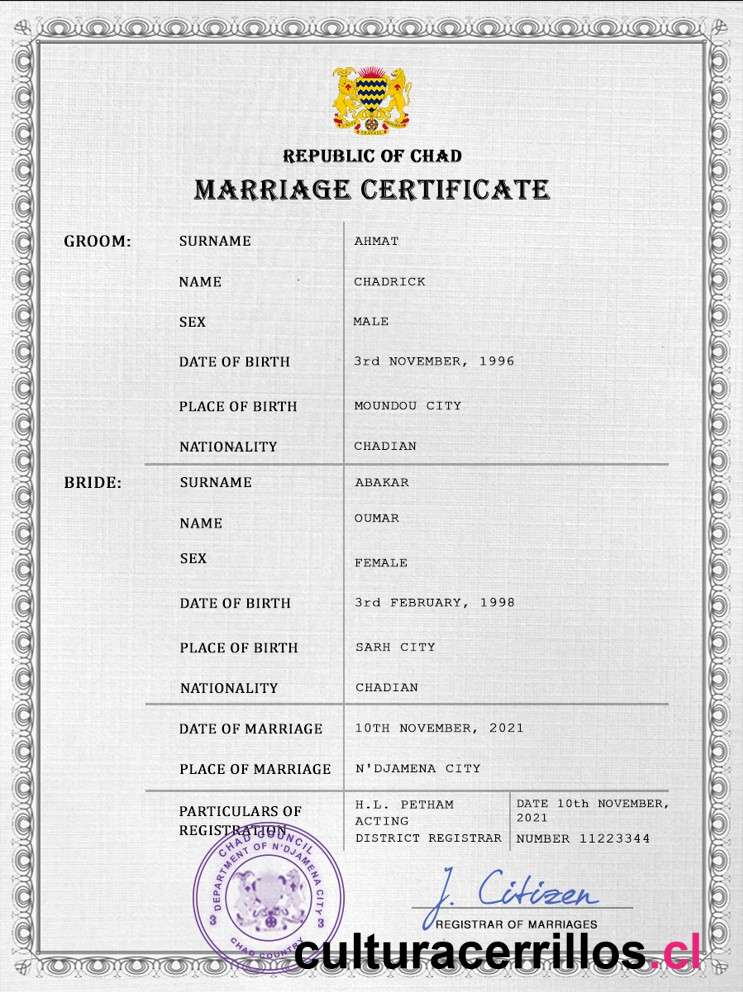 REPUBLIC OF CHAD
MARRIAGE CERTIFICATE
GROOM: SURNAME AHMAT
NAME CHADRICK
SEX MALE
DATE OF BIRTH 3rd NOVEMBER, 1996
PLACE OF BIRTH MOUNDOU CITY
NATIONALITY CHADIAN
BRIDE: SURNAME ABAKAR
NAME OUMAR
SEX FEMALE
DATE OF BIRTH 3rd FEBRUARY, 1998
PLACE OF BIRTH SARH CITY
NATIONALITY CHADIAN
DATE OF MARRIAGE 10TH NOVEMBER, 2021
PLACE OF MARRIAGE N'DJAMENA CITY
PARTICULARS OF
REGISTRATION
H.L. PETHAM
ACTING
DISTRICT REGISTRAR
DATE 10th NOVEMBER,
2021
NUMBER 11223344
CHAD COUNCIL
3 DEPARTMENT OF N'DJAMENA CITY 3
CHAD COUNTRY
J. Citizen
REGISTRAR OF MARRIAGES
culturacerrillos.cl